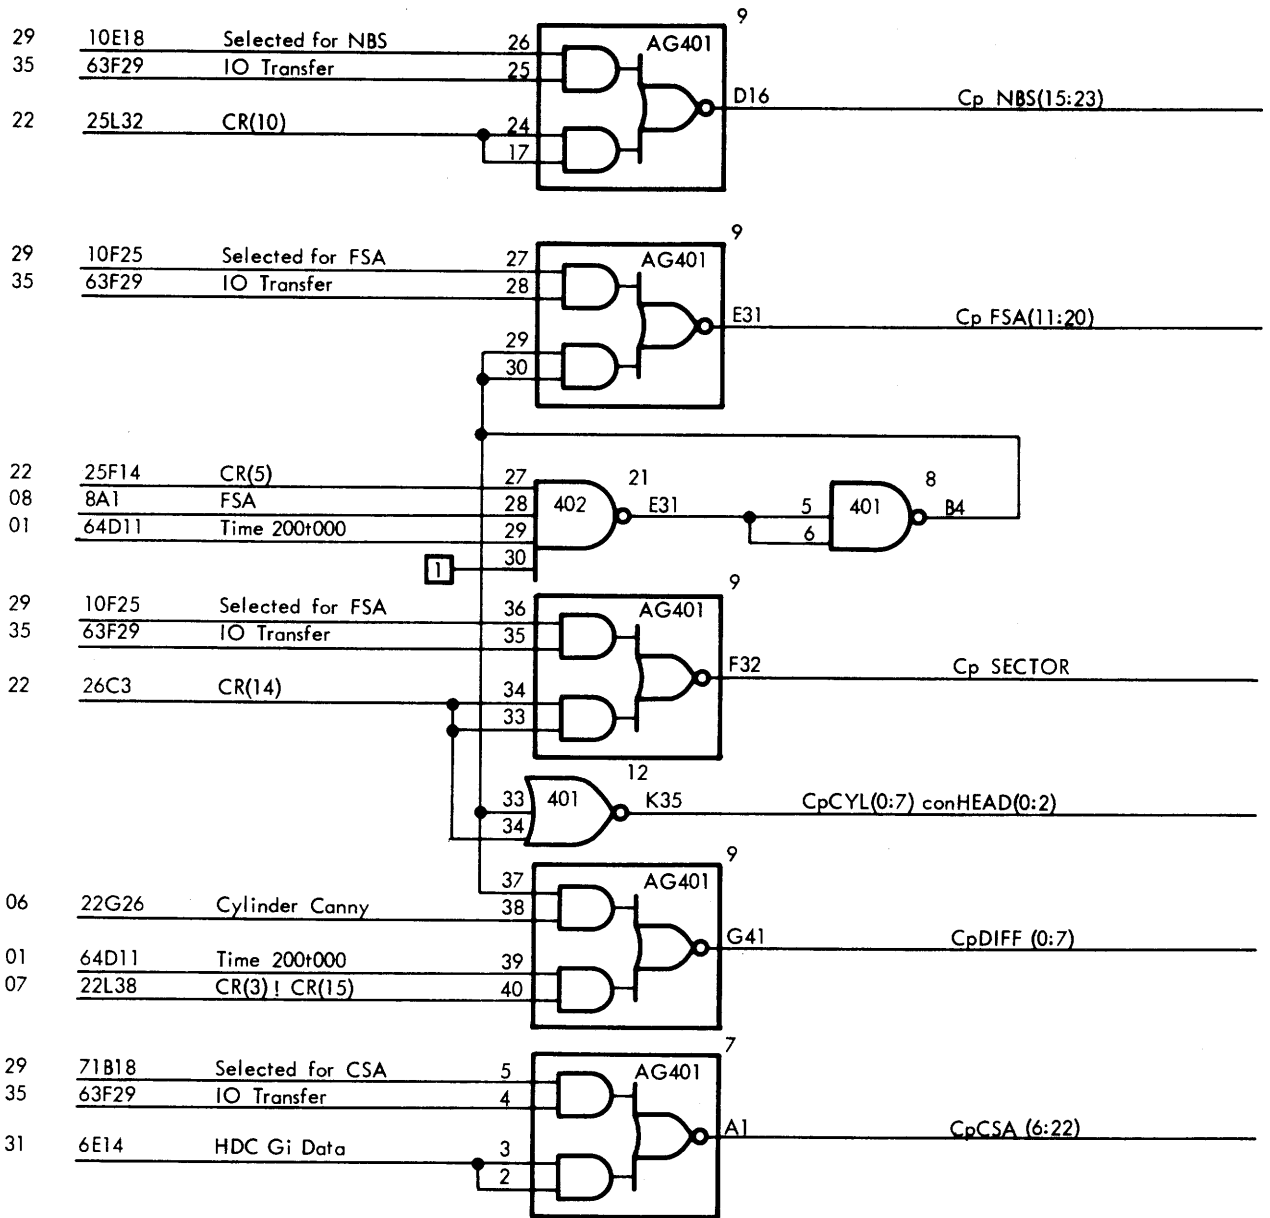 9
29 10E18 Selected for NBS 26 AG401
35 63F29 IO Transfer 25
D16 Cp NBS(15:23)
22 25L32 CR(10) 24
17
9
29 10F25 Selected for FSA 27 AG401
35 63F29 IO Transfer 28
E31 Cp FSA(11:20)
29
30
22 25F14 CR(5) 27 21 8
08 8A1 FSA 28 402 E31 5 401 B4
01 64D11 Time 200t000 29 6
1 30
9
29 10F25 Selected for FSA 36 AG401
35 63F29 IO Transfer 35
F32 Cp SECTOR
22 26C3 CR(14) 34
33
12
33 401 K35 CpCYL(0:7) conHEAD(0:2)
34
9
37 AG401
06 22G26 Cylinder Canny 38
G41 CpDIFF (0:7)
01 64D11 Time 200t000 39
07 22L38 CR(3) ! CR(15) 40
7
29 71B18 Selected for CSA 5 AG401
35 63F29 IO Transfer 4
A1 CpCSA (6:22)
31 6E14 HDC Gi Data 3
2